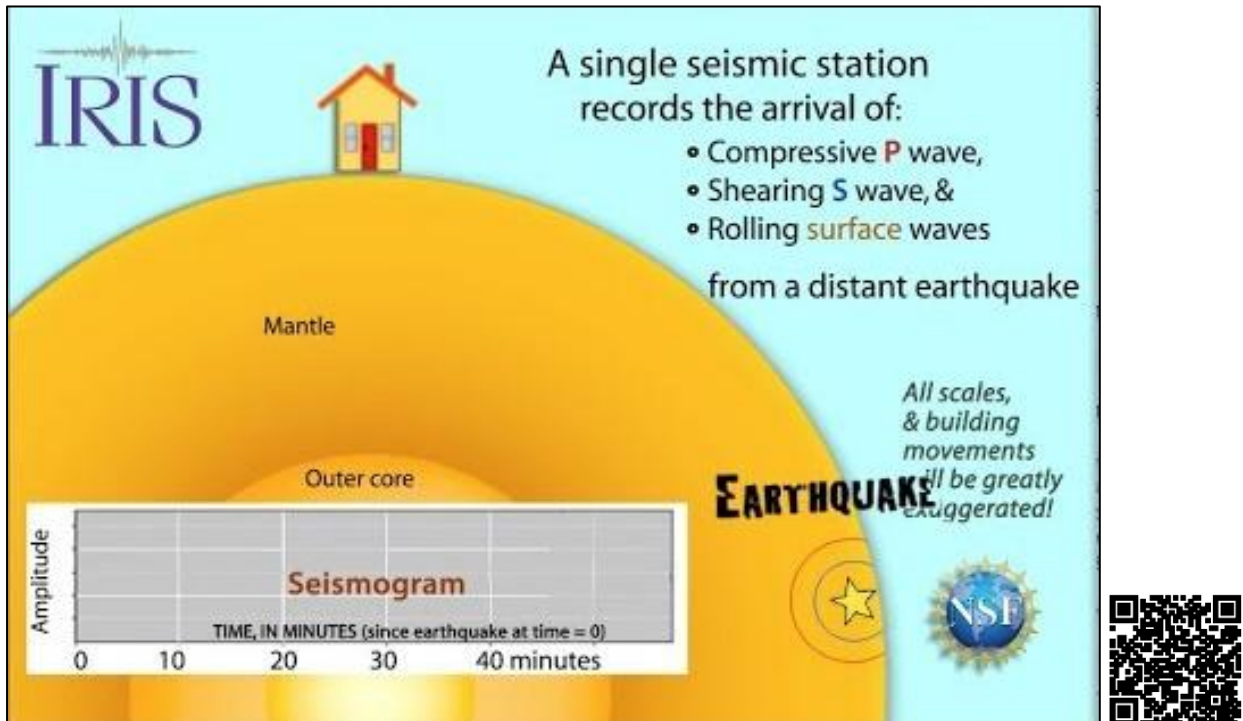 IRIS
A single seismic station
records the arrival of:
• Compressive P wave,
• Shearing S wave, &
• Rolling surface waves
from a distant earthquake
Mantle
All scales,
& building
movements
will be greatly
exaggerated!
Outer core
EARTHQUAKE
Amplitude
Seismogram
TIME, IN MINUTES (since earthquake at time = 0)
0 10 20 30 40 minutes
NSF